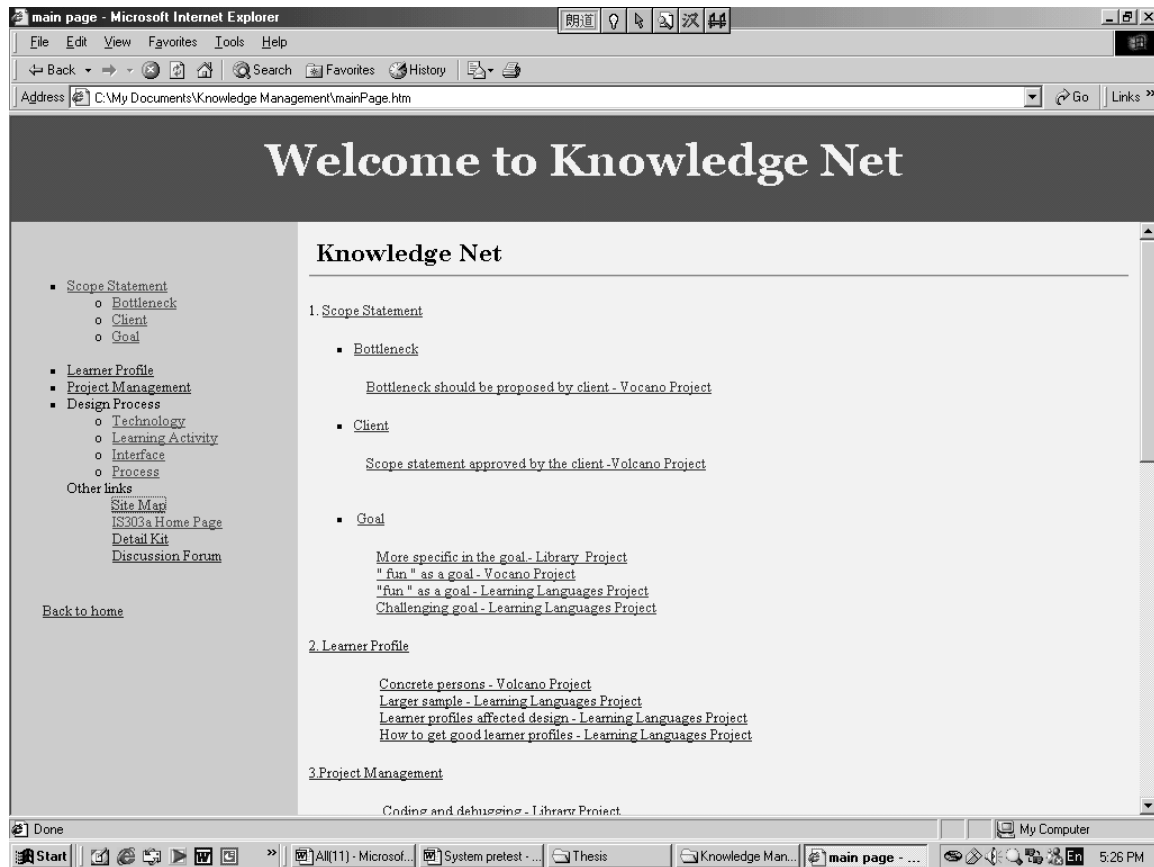 main page - Microsoft Internet Explorer
朗道 汉
File Edit View Favorites Tools Help
Back Search Favorites History
Address C:\My Documents\Knowledge Management\mainPage.htm Go Links »
Welcome to Knowledge Net
Scope Statement
o Bottleneck
o Client
o Goal
Learner Profile
Project Management
Design Process
o Technology
o Learning Activity
o Interface
o Process
Other links
Site Map
IS303a Home Page
Detail Kit
Discussion Forum
Back to home
Knowledge Net
1. Scope Statement
Bottleneck
Bottleneck should be proposed by client - Vocano Project
Client
Scope statement approved by the client -Volcano Project
Goal
More specific in the goal.- Library Project
" fun " as a goal - Vocano Project
"fun " as a goal - Learning Languages Project
Challenging goal - Learning Languages Project
2. Learner Profile
Concrete persons - Volcano Project
Larger sample - Learning Languages Project
Learner profiles affected design - Learning Languages Project
How to get good learner profiles - Learning Languages Project
3.Project Management
Coding and debugging - Library Project
Done My Computer
Start » All(11) - Microsof... System pretest - ... Thesis Knowledge Man... main page - ... En 5:26 PM